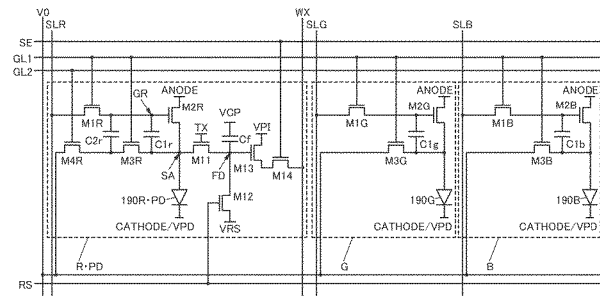 V0 SLR WX SLG SLB
SE
GL1
GL2
ANODE ANODE ANODE
GR M2R VCP M2G M2B
M1R TX Cf VPI M1G M1B
C2r C1r C1g C1b
M4R M3R M11 M13 M3G M3B
SA FD M14
M12
190R・PD 190G 190B
CATHODE/VPD VRS CATHODE/VPD CATHODE/VPD
R・PD G B
RS